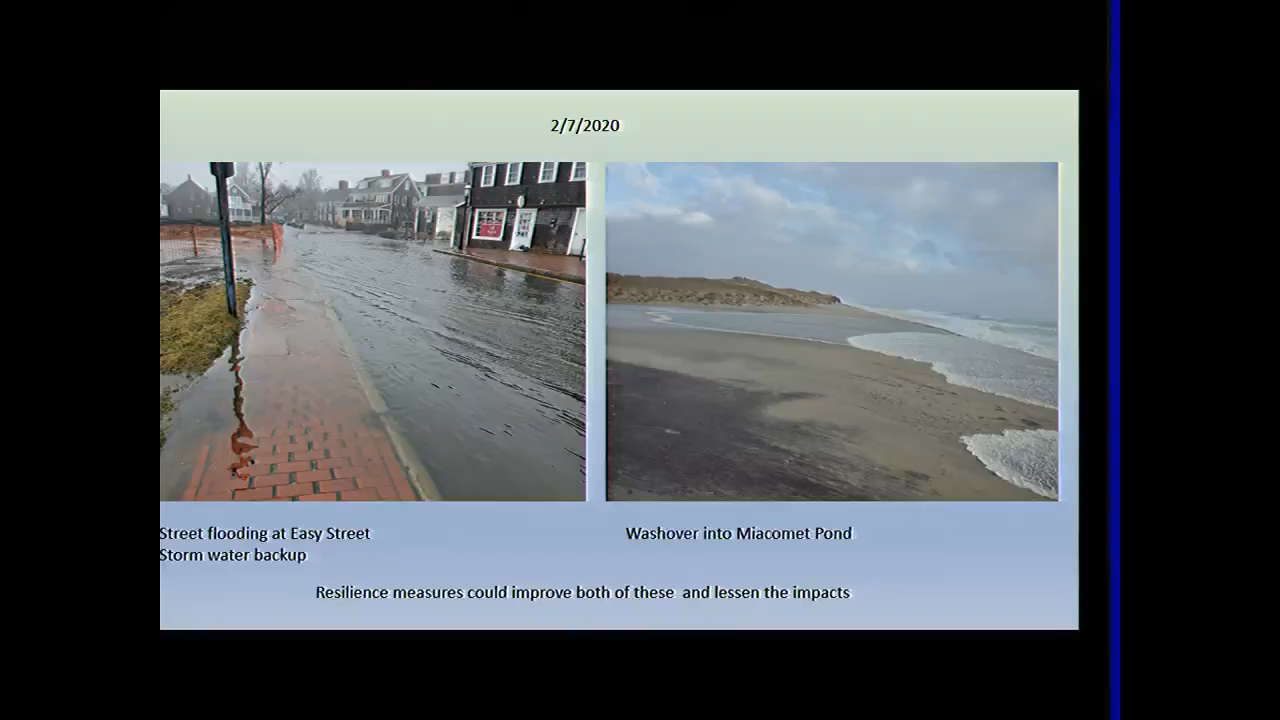 2/7/2020
Street flooding at Easy Street
Storm water backup
Washover into Miacomet Pond
Resilience measures could improve both of these and lessen the impacts